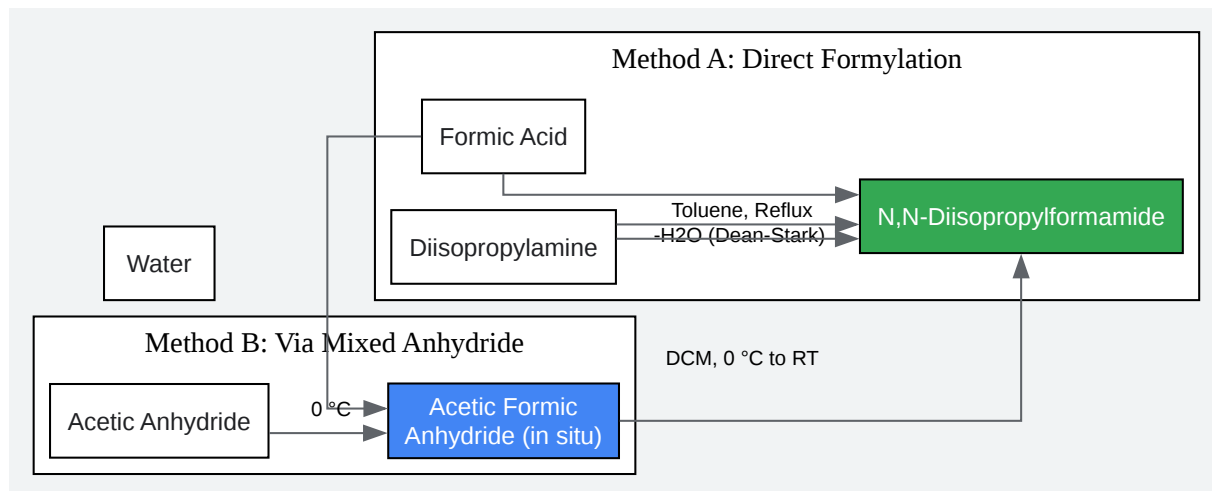 Method A: Direct Formylation
Formic Acid
Toluene, Reflux
-H2O (Dean-Stark)
N,N-Diisopropylformamide
Diisopropylamine
Water
Method B: Via Mixed Anhydride
DCM, 0 °C to RT
Acetic Anhydride
0 °C
Acetic Formic
Anhydride (in situ)